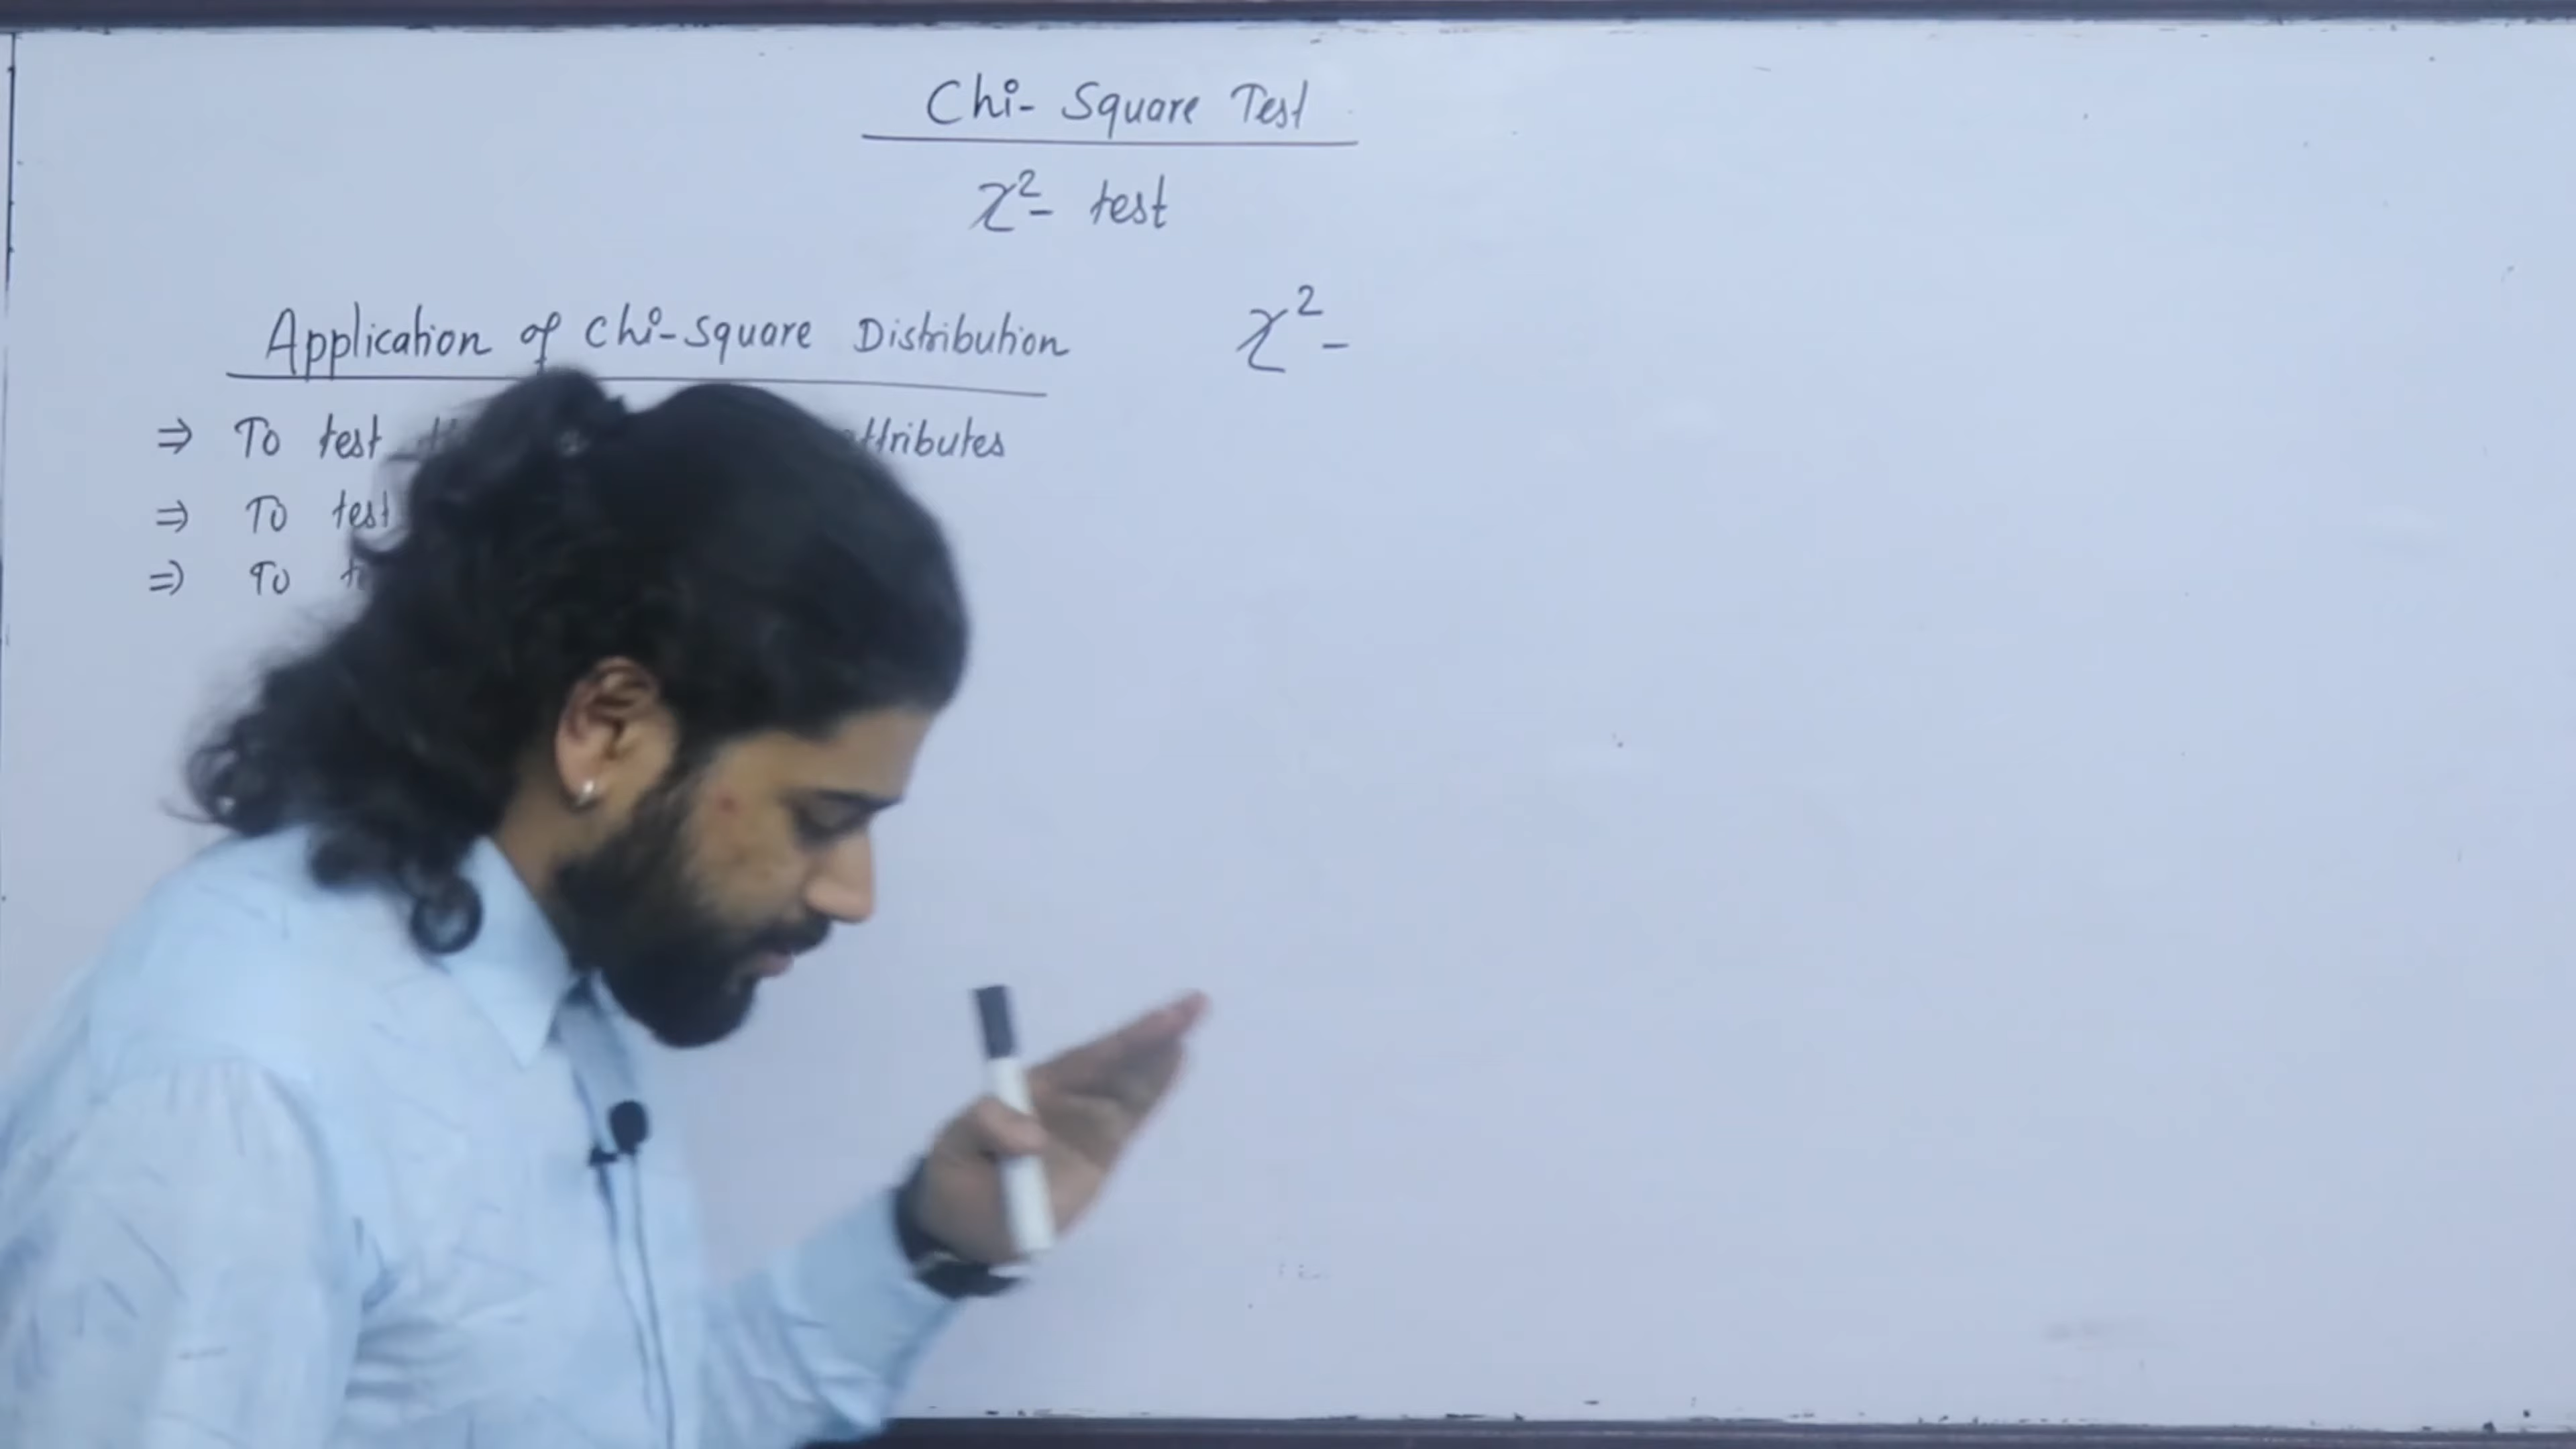 Chi- Square Test
χ²- test
Application of Chi-square Distribution χ²-
⇒ To test attributes
⇒ To test
⇒ To